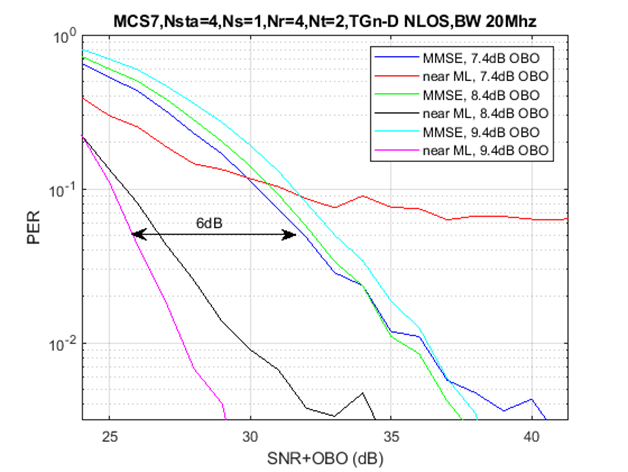 MCS7,Nsta=4,Ns=1,Nr=4,Nt=2,TGn-D NLOS,BW 20Mhz
10^0
MMSE, 7.4dB OBO
near ML, 7.4dB OBO
MMSE, 8.4dB OBO
near ML, 8.4dB OBO
MMSE, 9.4dB OBO
near ML, 9.4dB OBO
10^-1
6dB
PER
10^-2
25 30 35 40
SNR+OBO (dB)